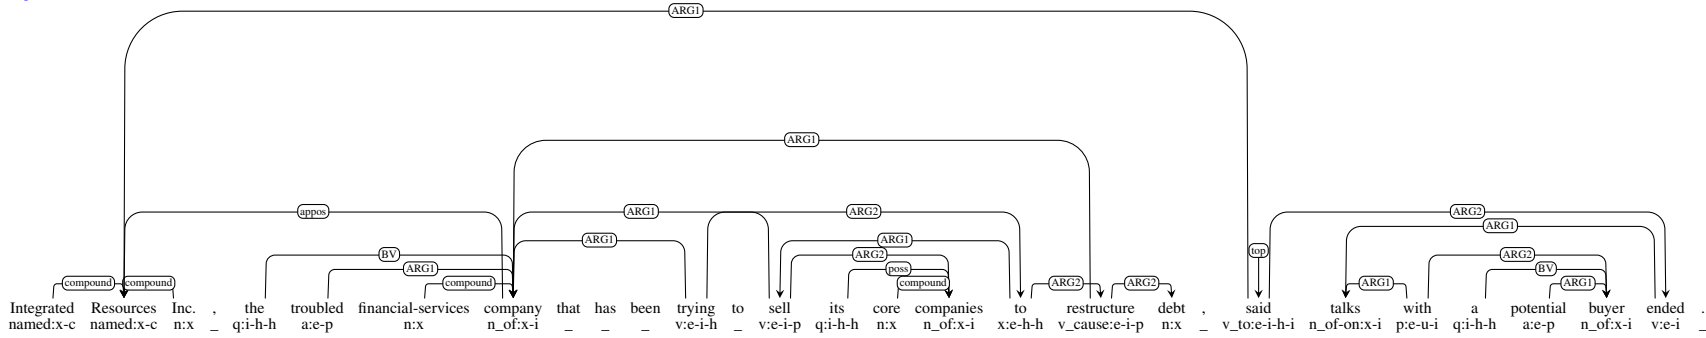 ARG1
ARG1
appos ARG1 ARG2 ARG2
ARG1 ARG1 ARG1
BV ARG2 top ARG2
ARG1 poss BV
compound compound compound compound ARG2 ARG2 ARG1 ARG1
Integrated Resources Inc. , the troubled financial-services company that has been trying to sell its core companies to restructure debt , said talks with a potential buyer ended .
named:x-c named:x-c n:x _ q:i-h-h a:e-p n:x n_of:x-i _ _ _ v:e-i-h _ v:e-i-p q:i-h-h n:x n_of:x-i x:e-h-h v_cause:e-i-p n:x _ v_to:e-i-h-i n_of-on:x-i p:e-u-i q:i-h-h a:e-p n_of:x-i v:e-i _